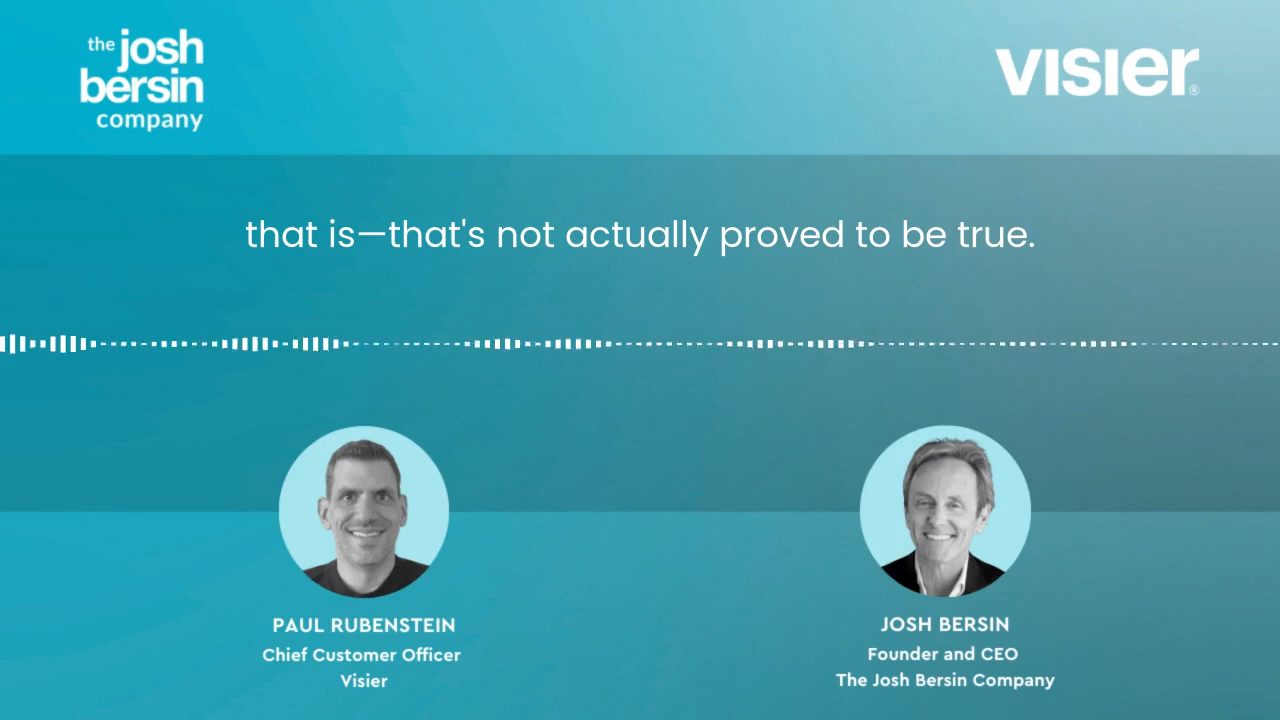 the josh
bersin
company
VISIER®
that is—that's not actually proved to be true.
PAUL RUBENSTEIN
Chief Customer Officer
Visier
JOSH BERSIN
Founder and CEO
The Josh Bersin Company